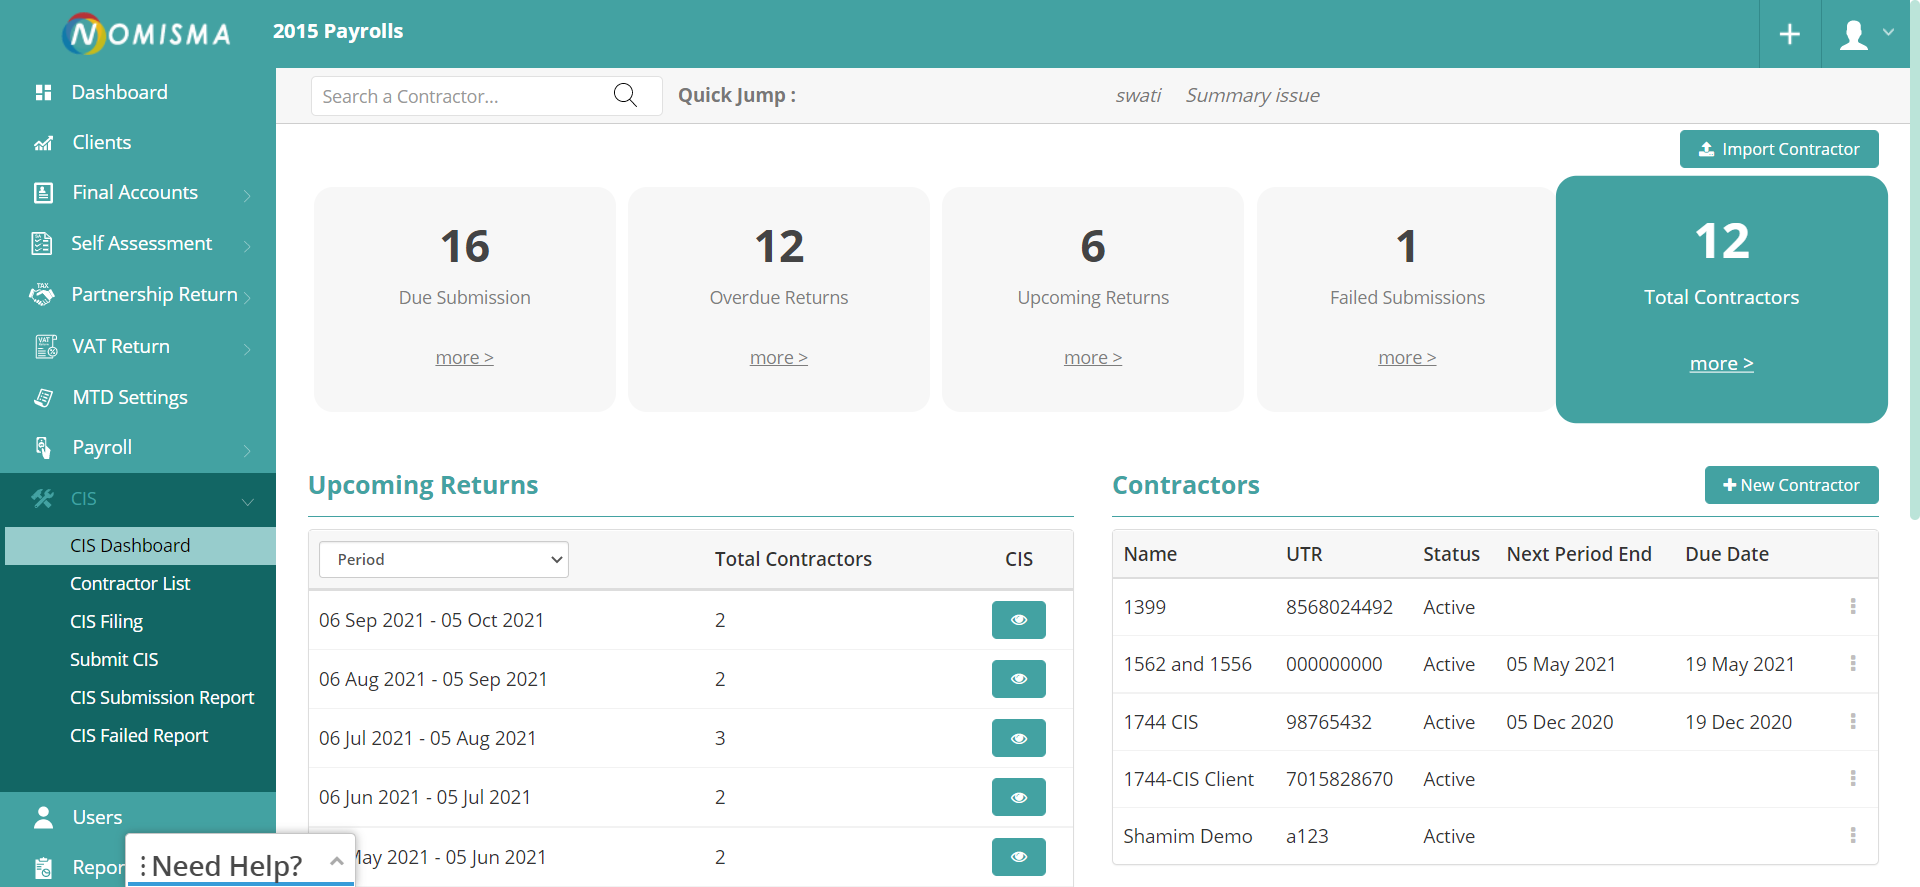 NOMISMA
2015 Payrolls
Dashboard
Clients
Final Accounts
Self Assessment
TAX
Partnership Return
VAT
VAT Return
MTD Settings
Payroll
CIS
CIS Dashboard
Contractor List
CIS Filing
Submit CIS
CIS Submission Report
CIS Failed Report
Users
Repor
Need Help?
Search a Contractor...
Quick Jump :
swati Summary issue
Import Contractor
16
Due Submission
more >
12
Overdue Returns
more >
6
Upcoming Returns
more >
1
Failed Submissions
more >
12
Total Contractors
more >
Upcoming Returns
Period Total Contractors CIS
06 Sep 2021 - 05 Oct 2021 2
06 Aug 2021 - 05 Sep 2021 2
06 Jul 2021 - 05 Aug 2021 3
06 Jun 2021 - 05 Jul 2021 2
May 2021 - 05 Jun 2021 2
Contractors
New Contractor
Name UTR Status Next Period End Due Date
1399 8568024492 Active
1562 and 1556 000000000 Active 05 May 2021 19 May 2021
1744 CIS 98765432 Active 05 Dec 2020 19 Dec 2020
1744-CIS Client 7015828670 Active
Shamim Demo a123 Active